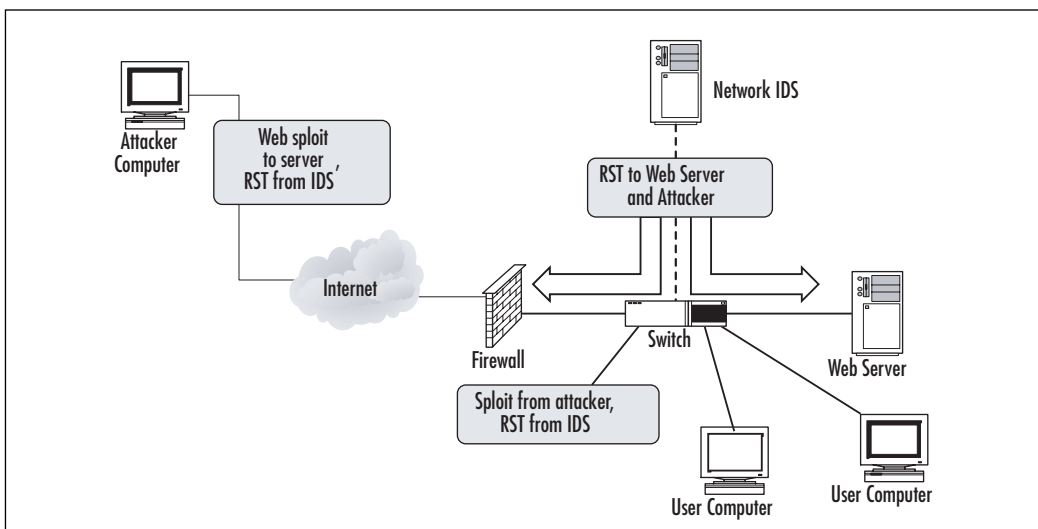 Network IDS
Attacker
Computer
Web sploit
to server ,
RST from IDS
RST to Web Server
and Attacker
Internet
Firewall
Switch
Web Server
Sploit from attacker,
RST from IDS
User Computer
User Computer